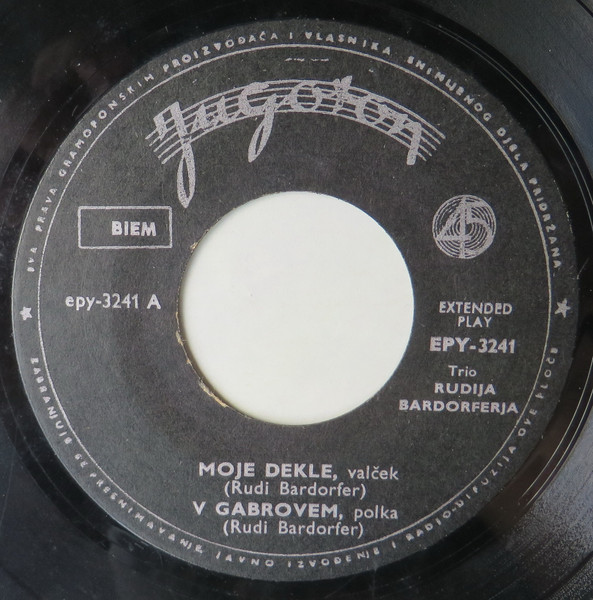 SVA PRAVA GRAMOFONSKIH PROIZVOĐAČA I VLASNIKA SNIMLJENOG DJELA PRIDRŽANA.
Jugoton
BIEM
45
epy-3241 A
EXTENDED
PLAY
EPY-3241
Trio
RUDIJA
BARDORFERJA
MOJE DEKLE, valček
(Rudi Bardorfer)
V GABROVEM, polka
(Rudi Bardorfer)
ZABRANJUJE SE PRESNIMAVANJE, JAVNO IZVOĐENJE I RADIO-DIFUZIJA OVE PLOČE